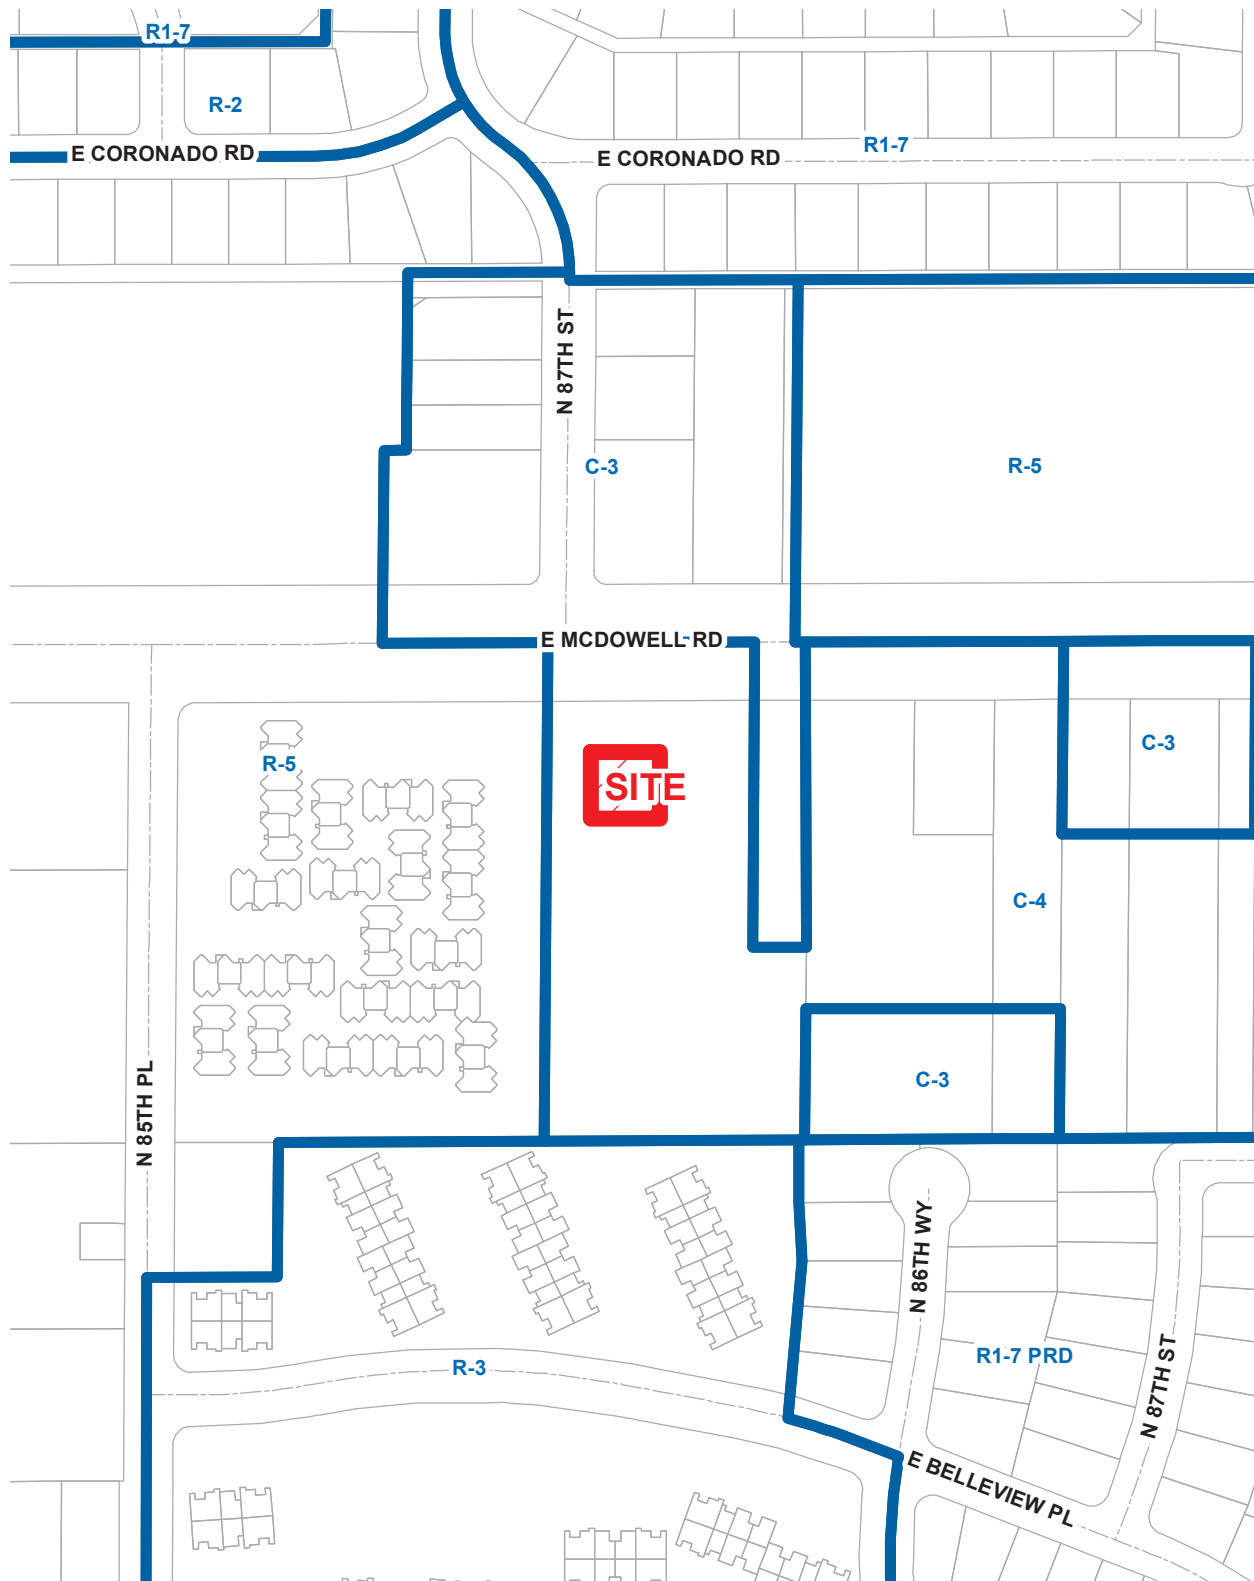 R1-7
R-2
E CORONADO RD
E CORONADO RD
R1-7
N 87TH ST
C-3
R-5
E MCDOWELL RD
R-5
SITE
C-3
C-4
C-3
N 85TH PL
N 86TH WY
R-3
R1-7 PRD
N 87TH ST
E BELLEVIEW PL